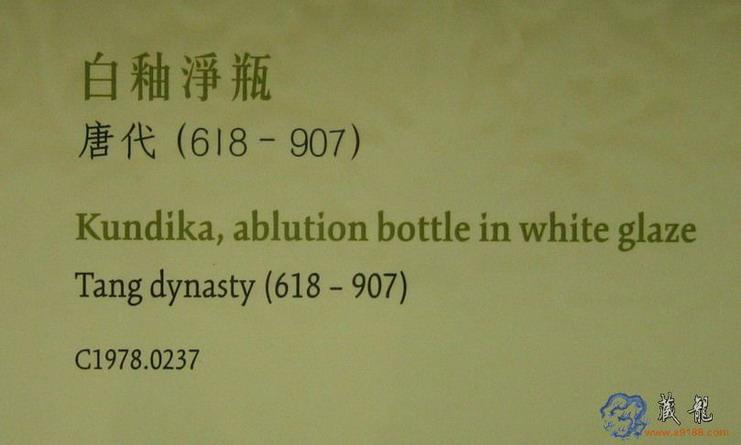 白釉淨瓶
唐代 (618 - 907)
Kundika, ablution bottle in white glaze
Tang dynasty (618 – 907)
C1978.0237
藏龍
www.a9188.com